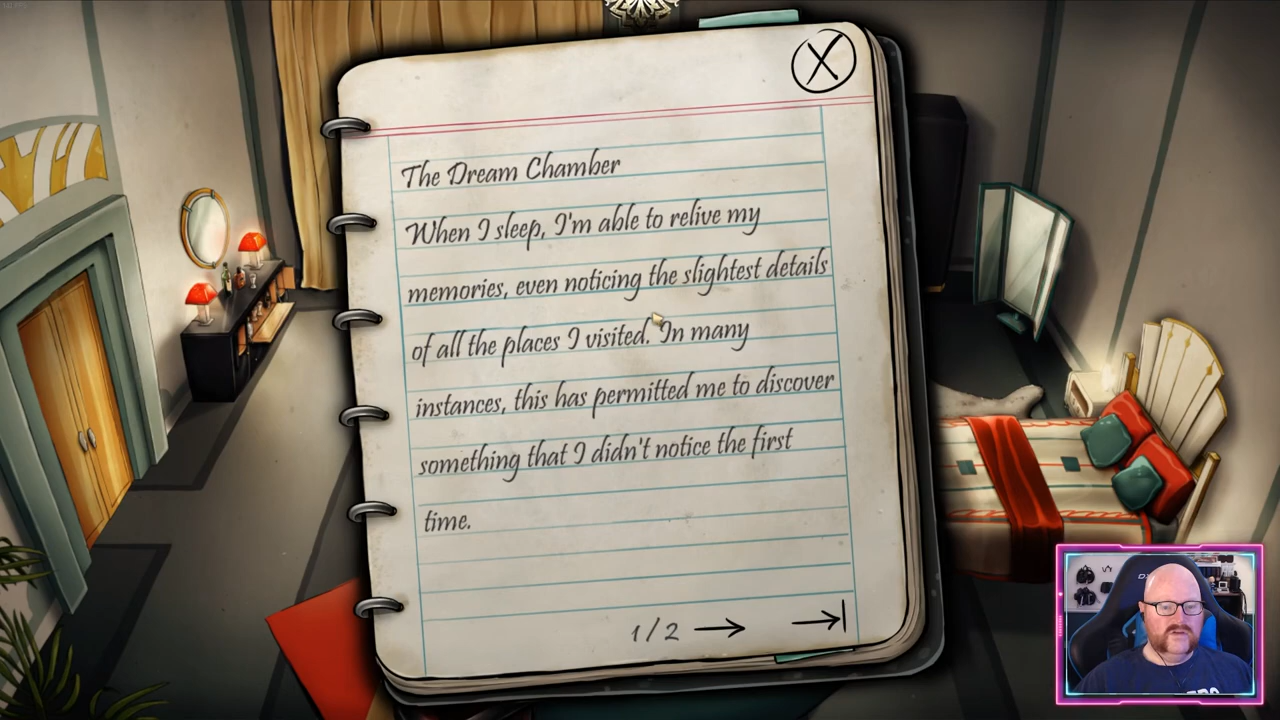 The Dream Chamber
When I sleep, I'm able to relive my
memories, even noticing the slightest details
of all the places I visited. In many
instances, this has permitted me to discover
something that I didn't notice the first
time.
1/2